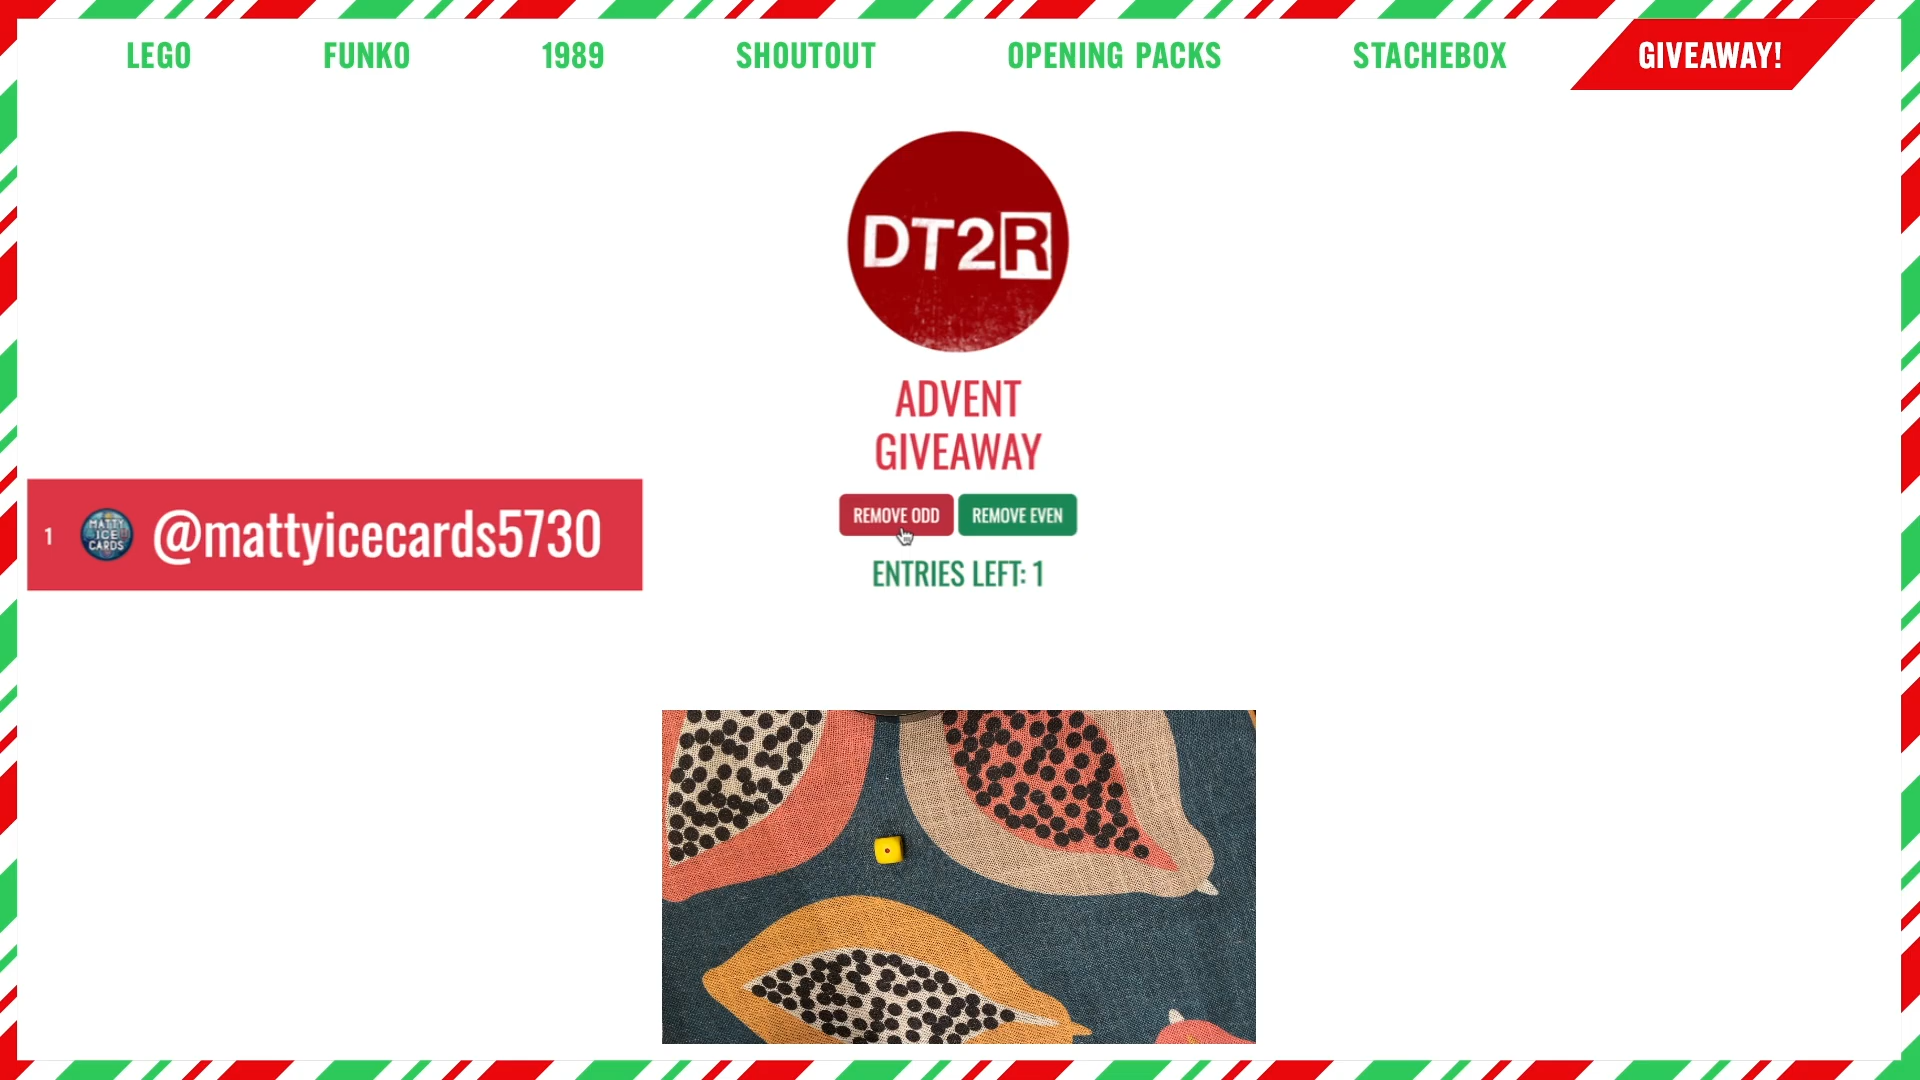 LEGO FUNKO 1989 SHOUTOUT OPENING PACKS STACHEBOX GIVEAWAY!
DT2R
ADVENT
GIVEAWAY
REMOVE ODD REMOVE EVEN
1 MATTY ICE CARDS @mattyicecards5730
ENTRIES LEFT: 1